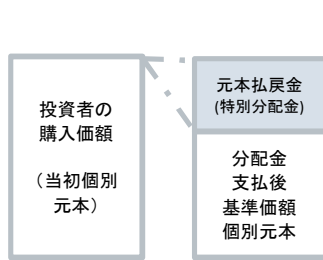 投資者の
購入価額
（当初個別
元本）
元本払戻金
(特別分配金)
分配金
支払後
基準価額
個別元本